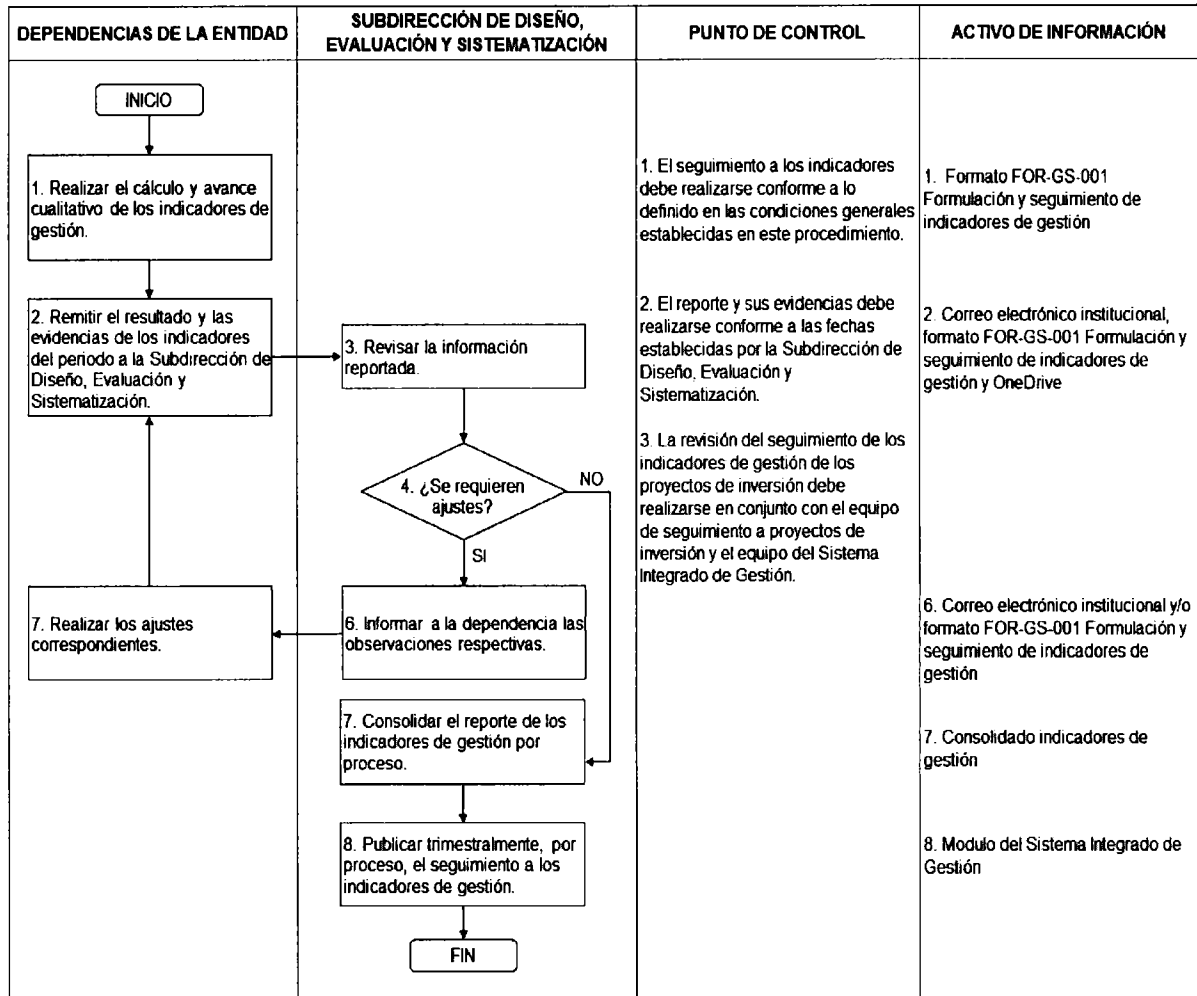 DEPENDENCIAS DE LA ENTIDAD
SUBDIRECCIÓN DE DISEÑO,
EVALUACIÓN Y SISTEMATIZACIÓN
PUNTO DE CONTROL
ACTIVO DE INFORMACIÓN
INICIO
1. Realizar el cálculo y avance
cualitativo de los indicadores de
gestión.
1. El seguimiento a los indicadores
debe realizarse conforme a lo
definido en las condiciones generales
establecidas en este procedimiento.
1. Formato FOR-GS-001
Formulación y seguimiento de
indicadores de gestión
2. Remitir el resultado y las
evidencias de los indicadores
del periodo a la Subdirección de
Diseño, Evaluación y
Sistematización.
3. Revisar la información
reportada.
2. El reporte y sus evidencias debe
realizarse conforme a las fechas
establecidas por la Subdirección de
Diseño, Evaluación y
Sistematización.
2. Correo electrónico institucional,
formato FOR-GS-001 Formulación y
seguimiento de indicadores de
gestión y OneDrive
4. ¿Se requieren
ajustes?
NO
SI
3. La revisión del seguimiento de los
indicadores de gestión de los
proyectos de inversión debe
realizarse en conjunto con el equipo
de seguimiento a proyectos de
inversión y el equipo del Sistema
Integrado de Gestión.
7. Realizar los ajustes
correspondientes.
6. Informar a la dependencia las
observaciones respectivas.
6. Correo electrónico institucional y/o
formato FOR-GS-001 Formulación y
seguimiento de indicadores de
gestión
7. Consolidar el reporte de los
indicadores de gestión por
proceso.
7. Consolidado indicadores de
gestión
8. Publicar trimestralmente, por
proceso, el seguimiento a los
indicadores de gestión.
8. Modulo del Sistema Integrado de
Gestión
FIN